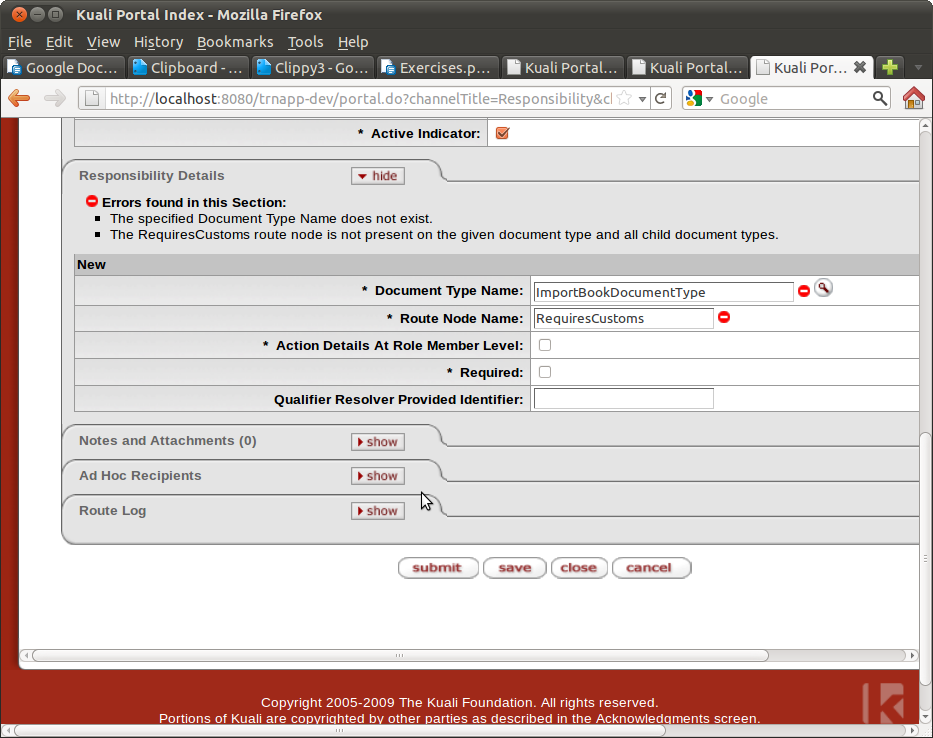 Kuali Portal Index - Mozilla Firefox
File Edit View History Bookmarks Tools Help
Google Doc... Clipboard - ... Clippy3 - Go... Exercises.p... Kuali Portal... Kuali Portal... Kuali Por...
http://localhost:8080/trnapp-dev/portal.do?channelTitle=Responsibility&cl Google
* Active Indicator:
Responsibility Details hide
Errors found in this Section:
The specified Document Type Name does not exist.
The RequiresCustoms route node is not present on the given document type and all child document types.
New
* Document Type Name: ImportBookDocumentType
* Route Node Name: RequiresCustoms
* Action Details At Role Member Level:
* Required:
Qualifier Resolver Provided Identifier:
Notes and Attachments (0) show
Ad Hoc Recipients show
Route Log show
submit save close cancel
Copyright 2005-2009 The Kuali Foundation. All rights reserved.
Portions of Kuali are copyrighted by other parties as described in the Acknowledgments screen.